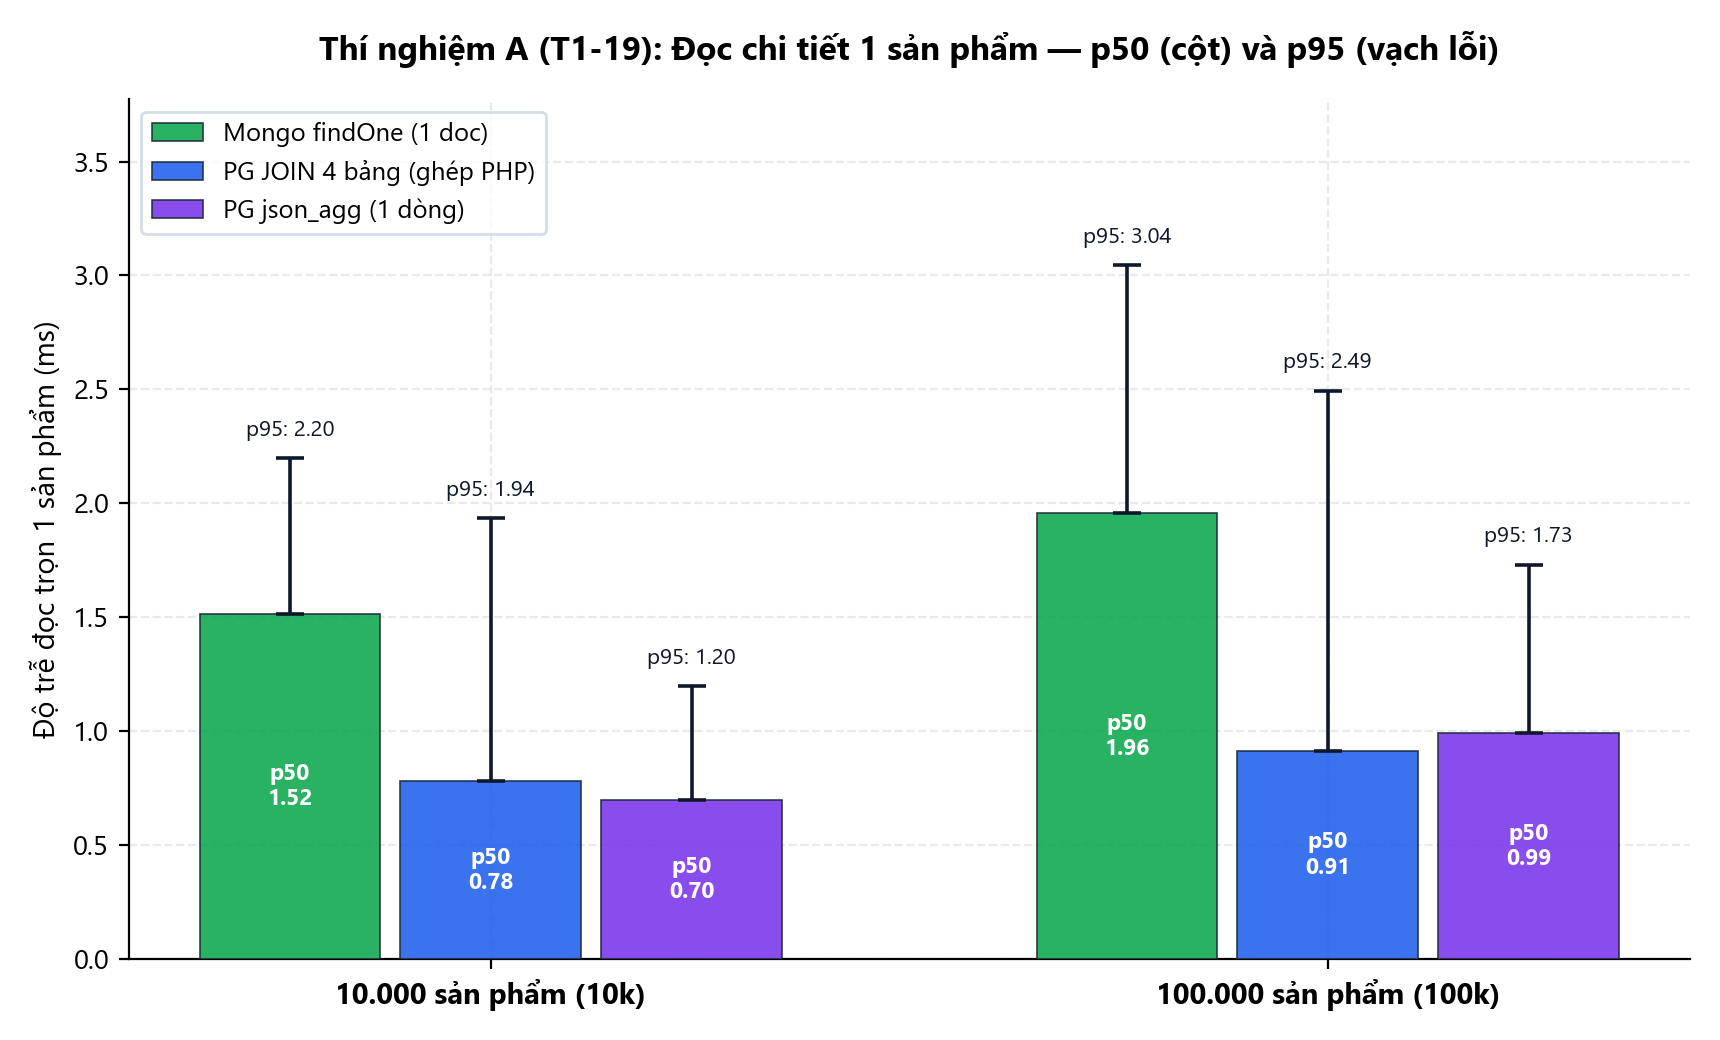 Thí nghiệm A (T1-19): Đọc chi tiết 1 sản phẩm — p50 (cột) và p95 (vạch lỗi)
Mongo findOne (1 doc)
PG JOIN 4 bảng (ghép PHP)
PG json_agg (1 dòng)
Độ trễ đọc trọn 1 sản phẩm (ms)
3.5
3.0
2.5
2.0
1.5
1.0
0.5
0.0
p95: 2.20
p50
1.52
p95: 1.94
p50
0.78
p95: 1.20
p50
0.70
p95: 3.04
p50
1.96
p95: 2.49
p50
0.91
p95: 1.73
p50
0.99
10.000 sản phẩm (10k)
100.000 sản phẩm (100k)